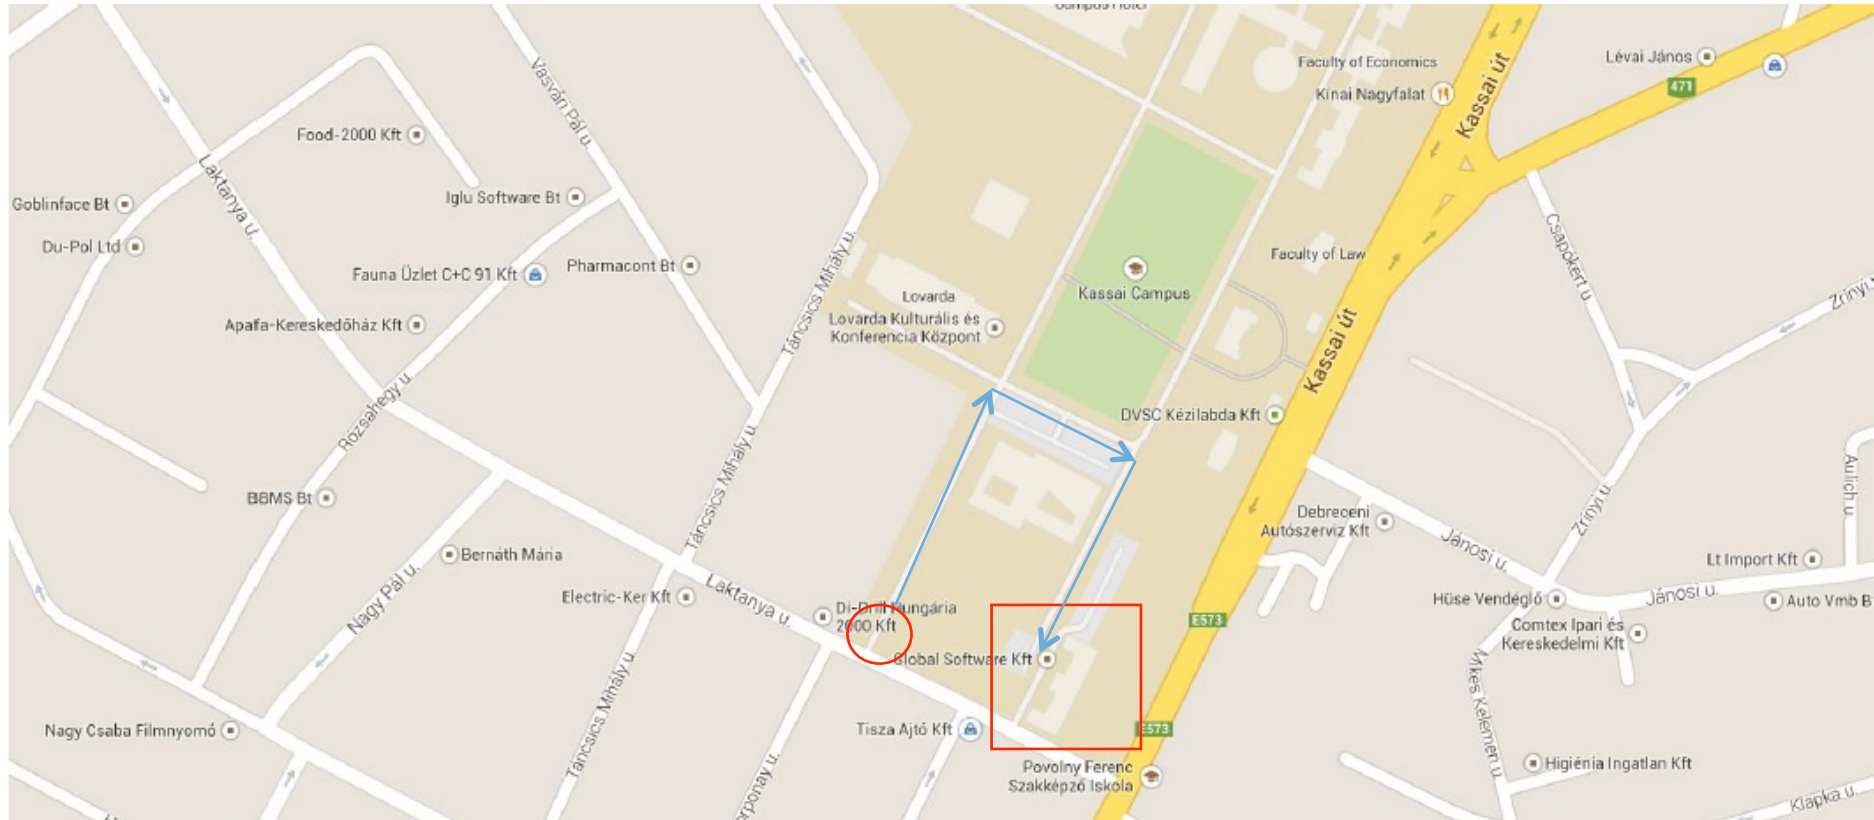 Campus Hotel
Faculty of Economics
Kínai Nagyfalat
Kassai út
Lévai János
471
Vasvári Pál u.
Food-2000 Kft
Laktanya u.
Goblinface Bt
Iglu Software Bt
Du-Pol Ltd
Fauna Üzlet C+C 91 Kft
Pharmacont Bt
Táncsics Mihály u.
Faculty of Law
Csapókert u.
Kassai Campus
Lovarda
Lovarda Kulturális és
Konferencia Központ
Apafa-Kereskedőház Kft
Zrínyi
Kassai út
Rózsahegy u.
DVSC Kézilabda Kft
BBMS Bt
Táncsics Mihály u.
Debreceni
Autószerviz Kft
Zrínyi u.
Aulich u
Jánosi u.
Bernáth Mária
Lt Import Kft
Nagy Pál u.
Electric-Ker Kft
Laktanya u.
Di-Drill Hungária
2000 Kft
Hüse Vendéglő
Jánosi u.
Auto Vmb B
E573
Comtex Ipari és
Kereskedelmi Kft
Global Software Kft
Mikes Kelemen u.
Táncsics Mihály u.
Nagy Csaba Filmnyomó
Tisza Ajtó Kft
E573
Povolny Ferenc
Szakképző Iskola
Higiénia Ingatlan Kft
orponay u.
Klapka u.